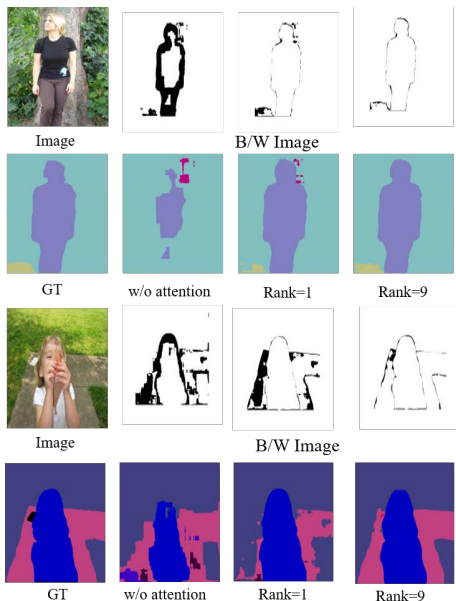 Image
B/W Image
GT
w/o attention
Rank=1
Rank=9
Image
B/W Image
GT
w/o attention
Rank=1
Rank=9